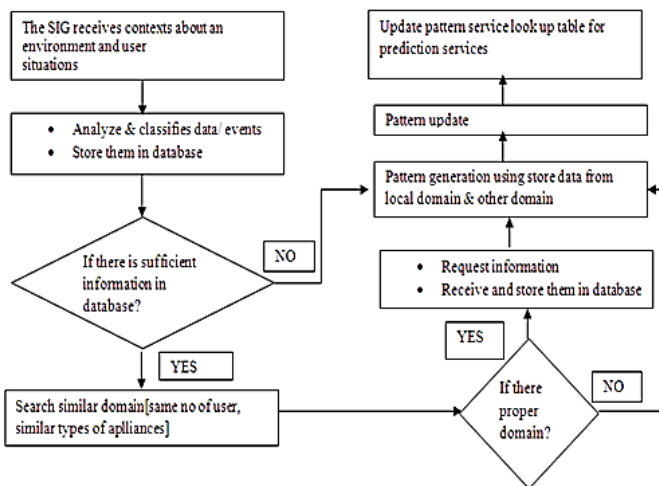 The SIG receives contexts about an
environment and user
situations
• Analyze & classifies data/ events
• Store them in database
If there is sufficient
information in
database?
NO
YES
Search similar domain[same no of user,
similar types of aplliances]
Update pattern service look up table for
prediction services
Pattern update
Pattern generation using store data from
local domain & other domain
• Request information
• Receive and store them in database
YES
If there
proper
domain?
NO